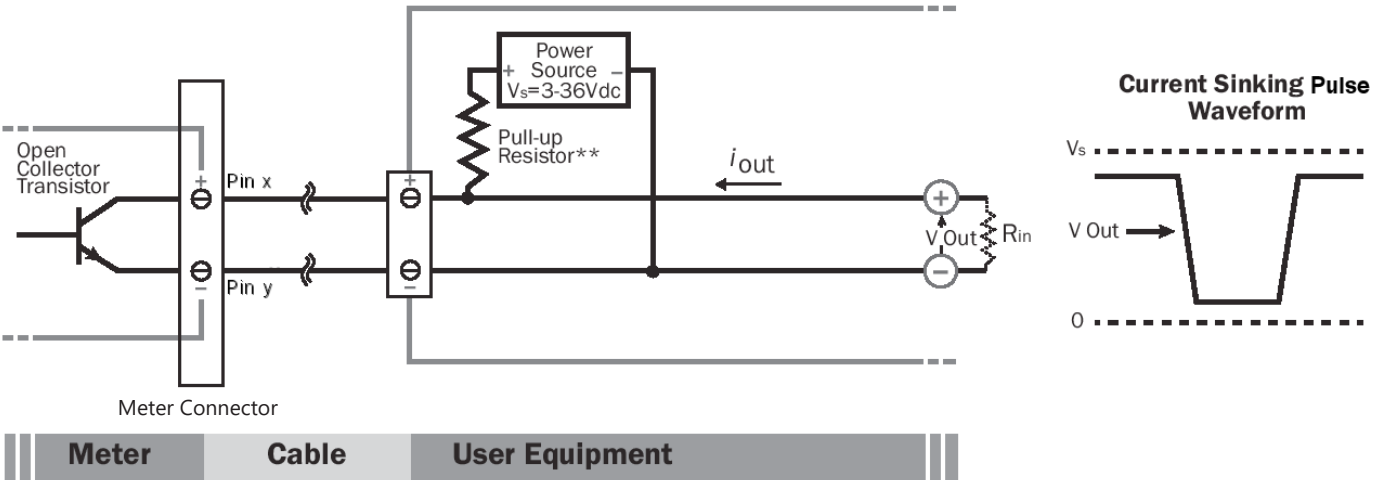 Power
+ Source −
Vs=3-36Vdc
Current Sinking Pulse
Waveform
Open
Collector
Transistor
Pull-up
Resistor**
Vs
+
Pin x
+
iout
+
V Out
Rin
V Out
−
Pin y
−
−
0
Meter Connector
Meter
Cable
User Equipment